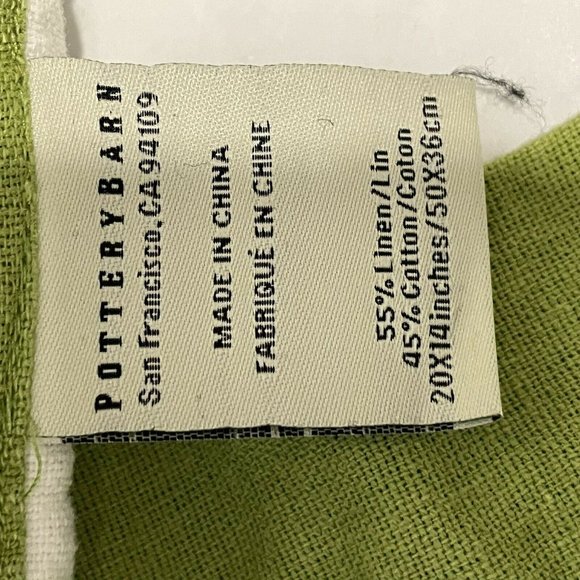 POTTERYBARN
San Francisco, CA 94109
MADE IN CHINA
FABRIQUÉ EN CHINE
55% Linen/Lin
45% Cotton/Coton
20X14inches/50X36cm